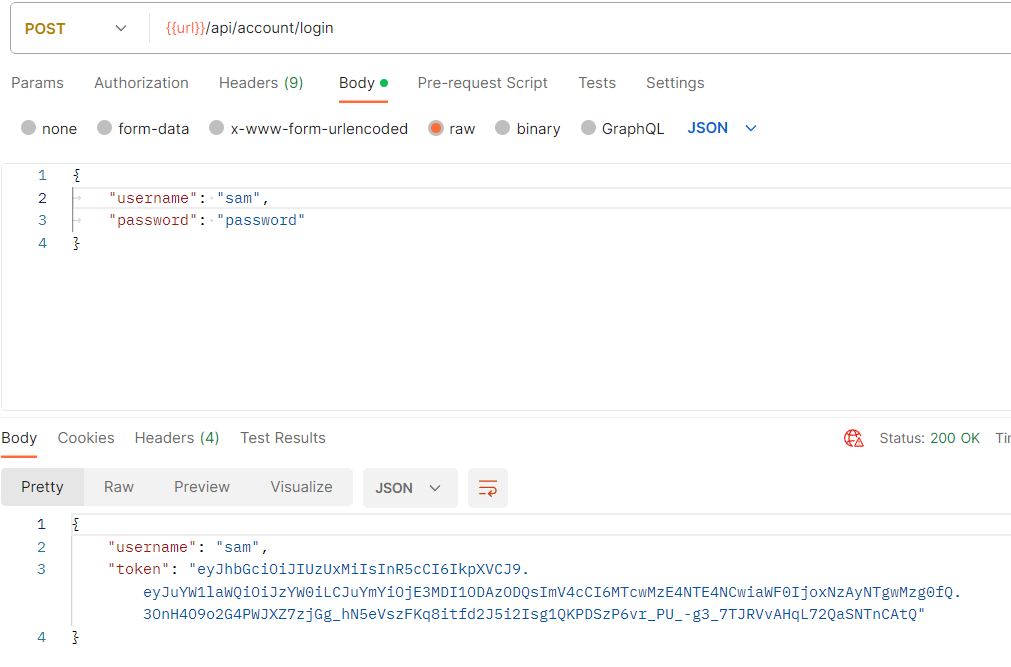 POST {{url}}/api/account/login
Params Authorization Headers (9) Body Pre-request Script Tests Settings
none form-data x-www-form-urlencoded raw binary GraphQL JSON
1 {
2 "username": "sam",
3 "password": "password"
4 }
Body Cookies Headers (4) Test Results Status: 200 OK Tir
Pretty Raw Preview Visualize JSON
1 {
2 "username": "sam",
3 "token": "eyJhbGciOiJIUzUxMiIsInR5cCI6IkpXVCJ9.
eyJuYW1laWQiOiJzYW0iLCJuYmYiOjE3MDI1ODAzODQsImV4cCI6MTcwMzE4NTE4NCwiaWF0IjoxNzAyNTgwMzg0fQ.
3OnH4O9o2G4PWJXZ7zjGg_hN5eVszFKq8itfd2J5i2Isg1QKPDSzP6vr_PU_-g3_7TJRVvAHqL72QaSNTnCAtQ"
4 }